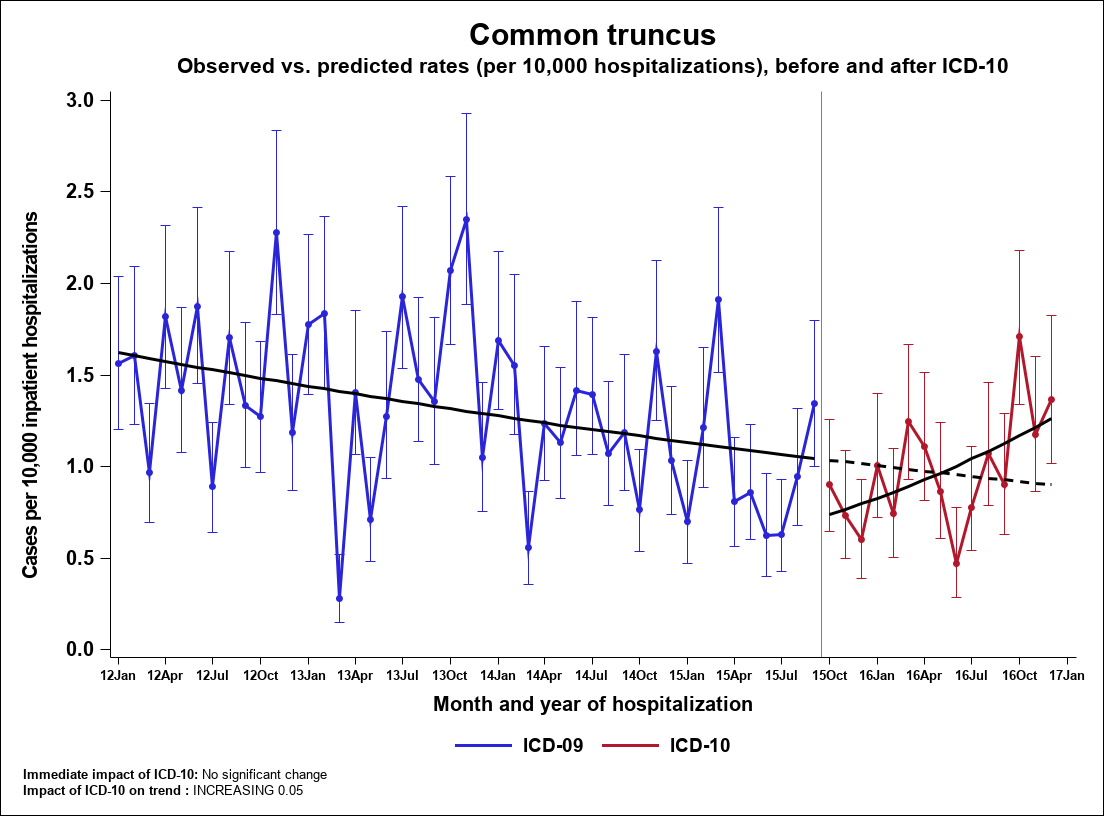 Common truncus
Observed vs. predicted rates (per 10,000 hospitalizations), before and after ICD-10
Cases per 10,000 inpatient hospitalizations
3.0
2.5
2.0
1.5
1.0
0.5
0.0
12Jan 12Apr 12Jul 12Oct 13Jan 13Apr 13Jul 13Oct 14Jan 14Apr 14Jul 14Oct 15Jan 15Apr 15Jul 15Oct 16Jan 16Apr 16Jul 16Oct 17Jan
Month and year of hospitalization
ICD-09 ICD-10
Immediate impact of ICD-10: No significant change
Impact of ICD-10 on trend : INCREASING 0.05